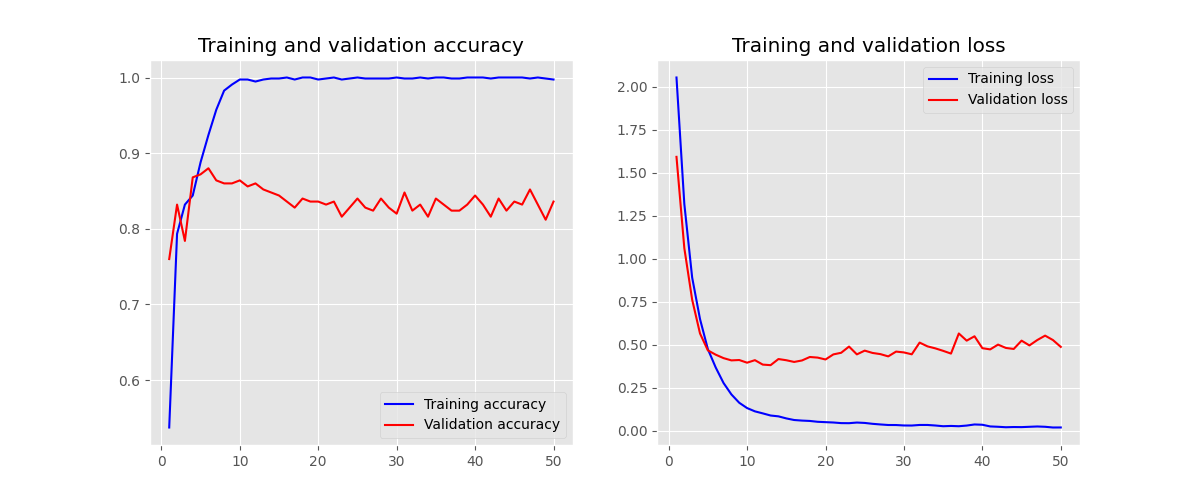 Training and validation accuracy
1.0
0.9
0.8
0.7
0.6
0 10 20 30 40 50
Training accuracy
Validation accuracy
Training and validation loss
2.00
1.75
1.50
1.25
1.00
0.75
0.50
0.25
0.00
0 10 20 30 40 50
Training loss
Validation loss